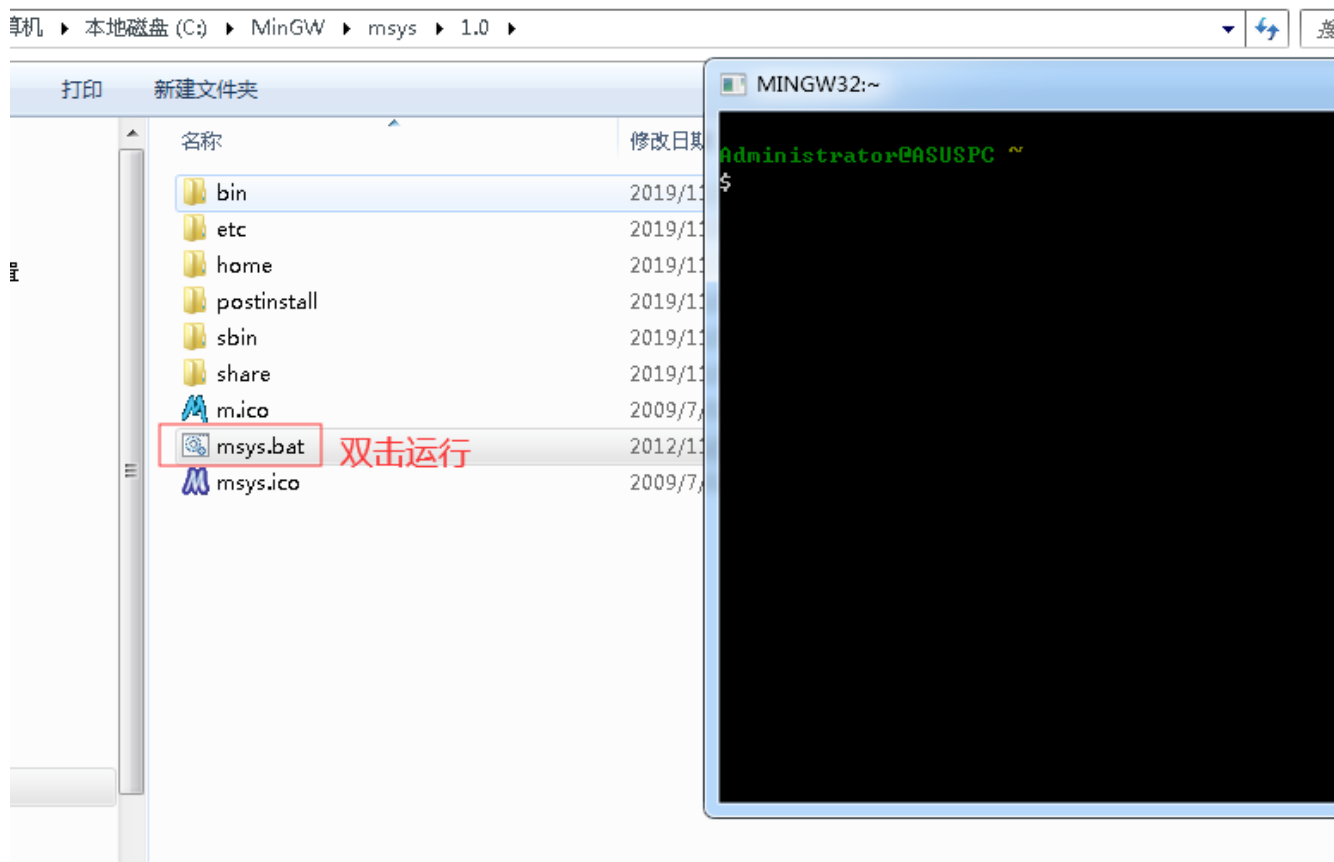 算机 ▶ 本地磁盘 (C:) ▶ MinGW ▶ msys ▶ 1.0 ▶
打印 新建文件夹
MINGW32:~
名称 修改日期
Administrator@ASUSPC ~
$
bin 2019/11
etc 2019/11
home 2019/11
postinstall 2019/11
sbin 2019/11
share 2019/11
m.ico 2009/7/
msys.bat 双击运行 2012/11
msys.ico 2009/7/